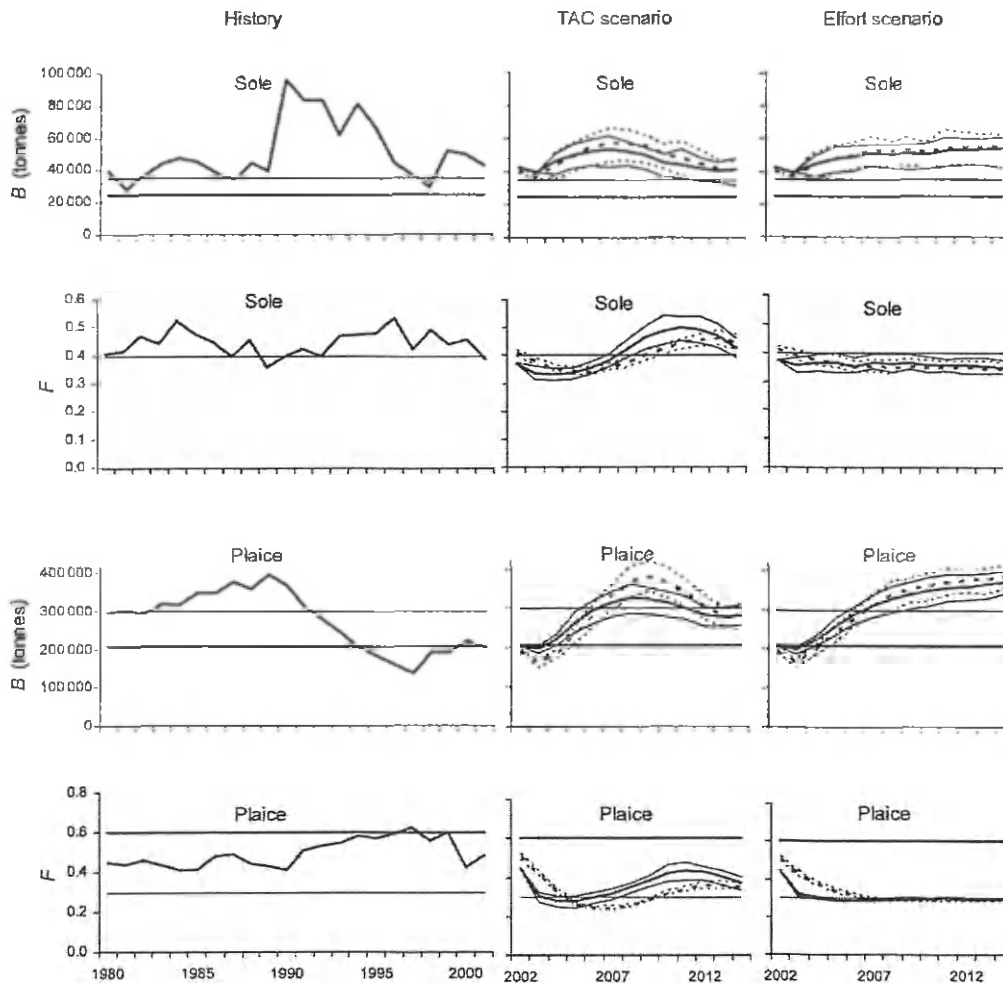 History TAC scenario Effort scenario
Sole Sole Sole
B (tonnes)
100 000
80 000
60 000
40 000
20 000
0
Sole Sole Sole
F
0.6
0.5
0.4
0.3
0.2
0.1
0.0
Plaice Plaice Plaice
B (tonnes)
400 000
300 000
200 000
100 000
0
Plaice Plaice Plaice
F
0.8
0.6
0.4
0.2
0.0
1980 1985 1990 1995 2000 2002 2007 2012 2002 2007 2012